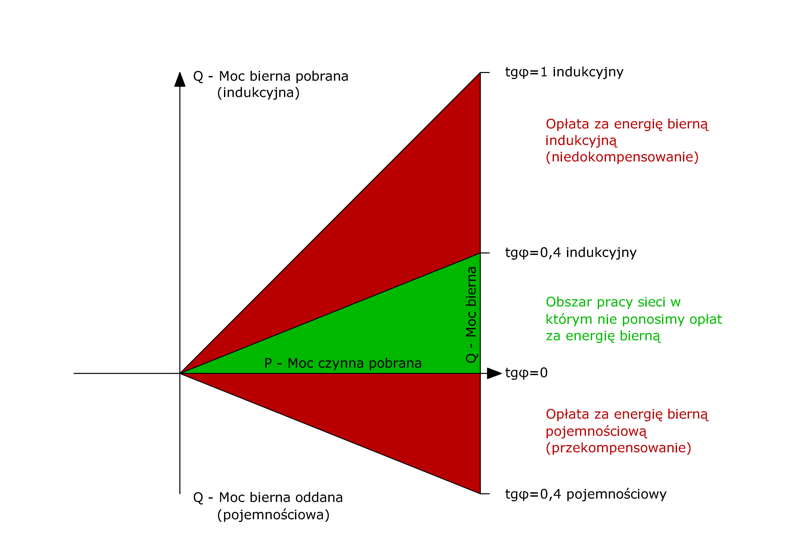 Q - Moc bierna pobrana
(indukcyjna)
tgφ=1 indukcyjny
Opłata za energię bierną
indukcyjną
(niedokompensowanie)
tgφ=0,4 indukcyjny
Q - Moc bierna
Obszar pracy sieci w
którym nie ponosimy opłat
za energię bierną
P - Moc czynna pobrana
tgφ=0
Opłata za energię bierną
pojemnościową
(przekompensowanie)
Q - Moc bierna oddana
(pojemnościowa)
tgφ=0,4 pojemnościowy